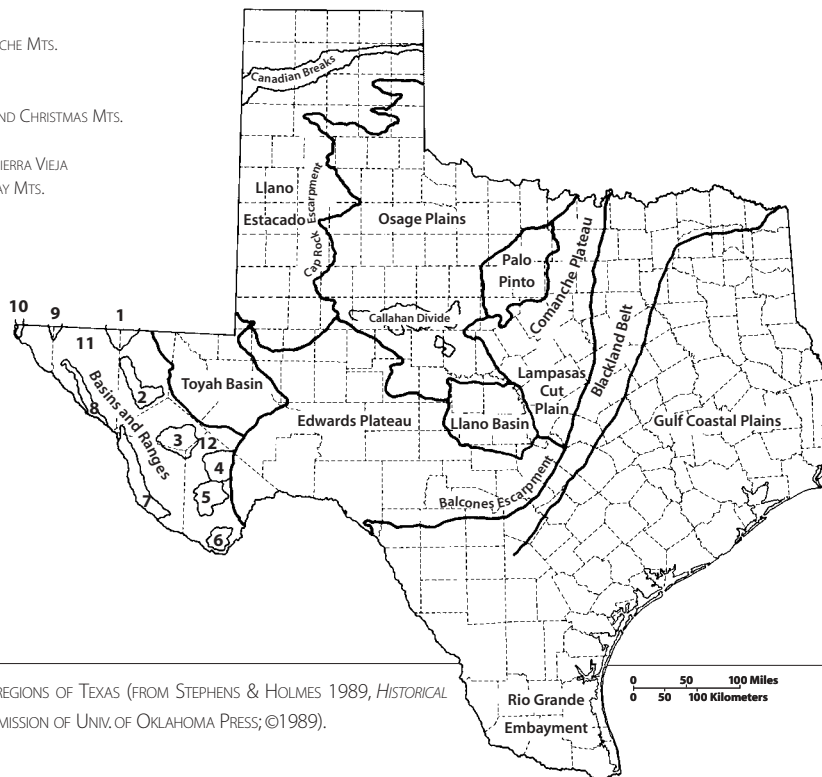 CHE MTS.
ND CHRISTMAS MTS.
IERRA VIEJA
AY MTS.
Canadian Breaks
Llano
Estacado
Cap Rock Escarpment
Osage Plains
Palo
Pinto
Comanche Plateau
Callahan Divide
10
9
1
11
Toyah Basin
Basins and Ranges
2
8
3
12
4
7
5
6
Edwards Plateau
Lampasas
Cut
Plain
Llano Basin
Blackland Belt
Gulf Coastal Plains
Balcones Escarpment
Rio Grande
Embayment
0 50 100 Miles
0 50 100 Kilometers
REGIONS OF TEXAS (FROM STEPHENS & HOLMES 1989, HISTORICAL
MISSION OF UNIV. OF OKLAHOMA PRESS; ©1989).